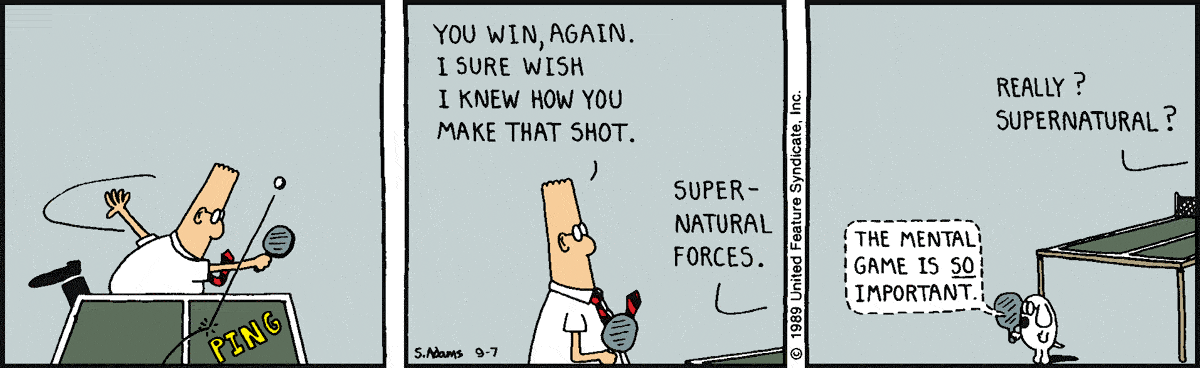 PING
YOU WIN, AGAIN.
I SURE WISH
I KNEW HOW YOU
MAKE THAT SHOT.
SUPER-
NATURAL
FORCES.
S.Adams 9-7
© 1989 United Feature Syndicate, Inc.
REALLY?
SUPERNATURAL?
THE MENTAL
GAME IS SO
IMPORTANT.